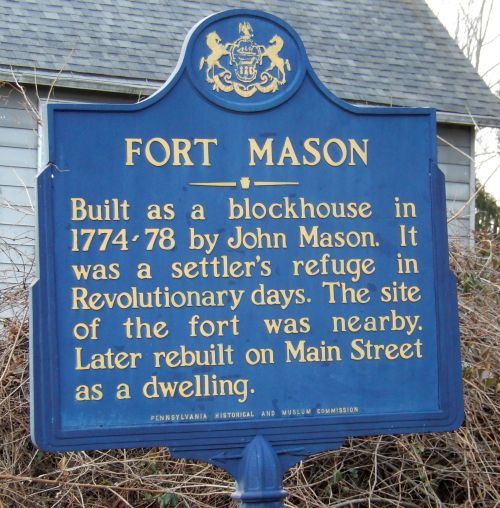 FORT MASON
Built as a blockhouse in
1774-78 by John Mason. It
was a settler's refuge in
Revolutionary days. The site
of the fort was nearby.
Later rebuilt on Main Street
as a dwelling.
PENNSYLVANIA HISTORICAL AND MUSEUM COMMISSION